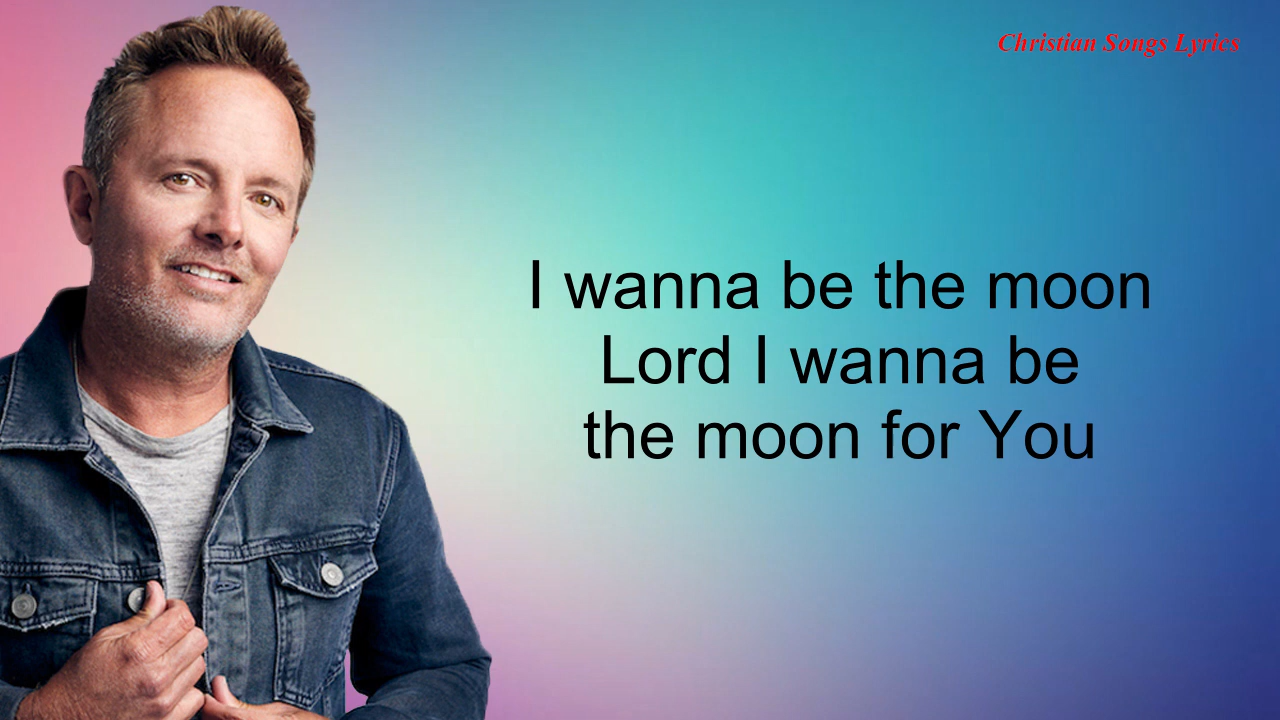 Christian Songs Lyrics
I wanna be the moon
Lord I wanna be
the moon for You